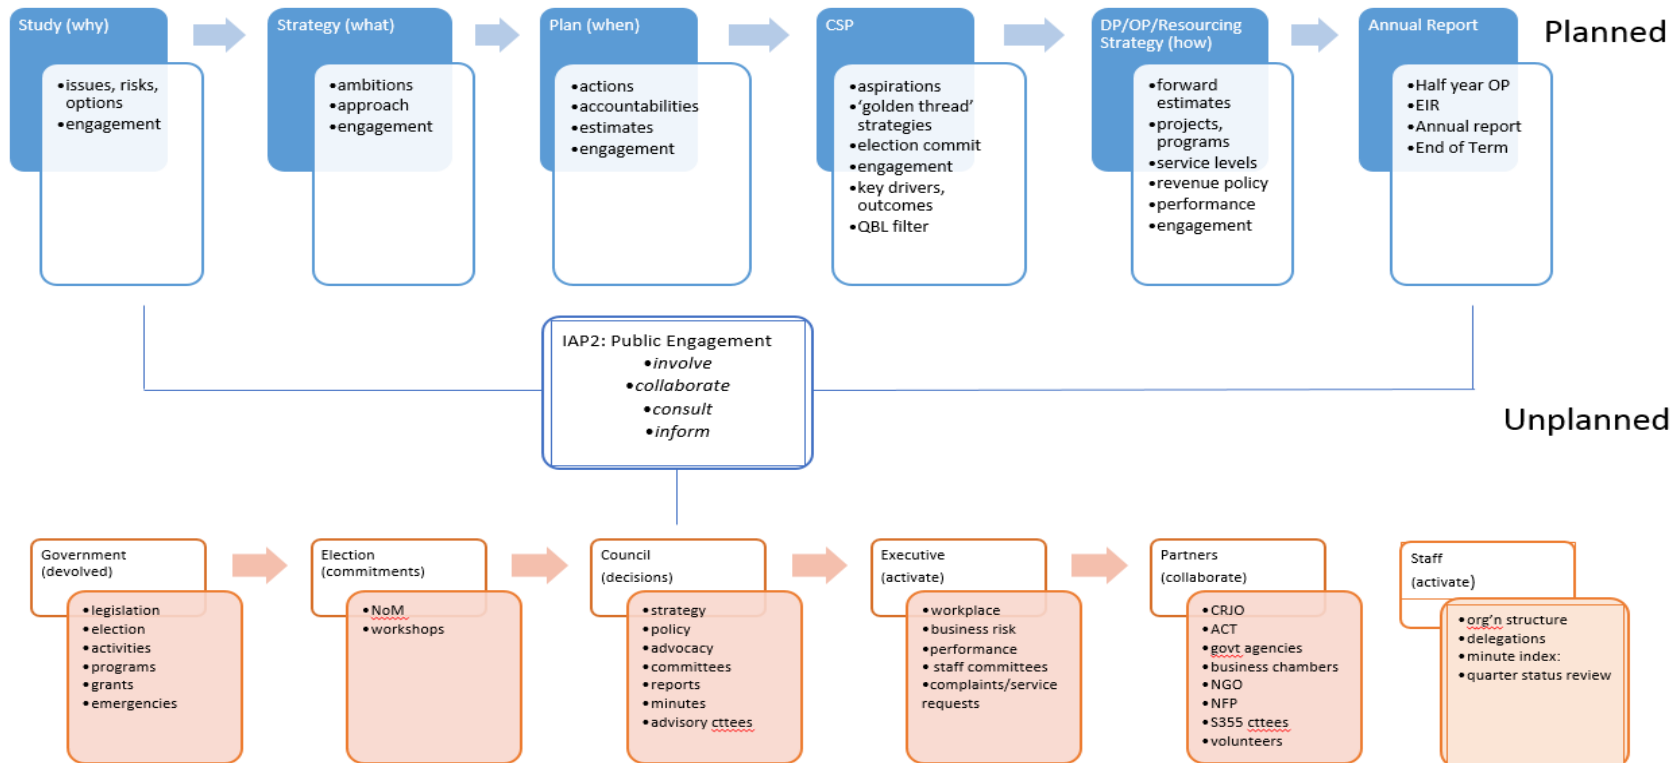 Study (why)
•issues, risks,
options
•engagement
Strategy (what)
•ambitions
•approach
•engagement
Plan (when)
•actions
•accountabilities
•estimates
•engagement
CSP
•aspirations
•‘golden thread’
strategies
•election commit
•engagement
•key drivers,
outcomes
•QBL filter
DP/OP/Resourcing
Strategy (how)
•forward
estimates
•projects,
programs
•service levels
•revenue policy
•performance
•engagement
Annual Report
•Half year OP
•EIR
•Annual report
•End of Term
Planned
IAP2: Public Engagement
•involve
•collaborate
•consult
•inform
Unplanned
Government
(devolved)
•legislation
•election
•activities
•programs
•grants
•emergencies
Election
(commitments)
•NoM
•workshops
Council
(decisions)
•strategy
•policy
•advocacy
•committees
•reports
•minutes
•advisory cttees
Executive
(activate)
•workplace
•business risk
•performance
• staff committees
•complaints/service
requests
Partners
(collaborate)
•CRJO
•ACT
•govt agencies
•business chambers
•NGO
•NFP
•S355 cttees
•volunteers
Staff
(activate)
•org’n structure
•delegations
•minute index:
•quarter status review